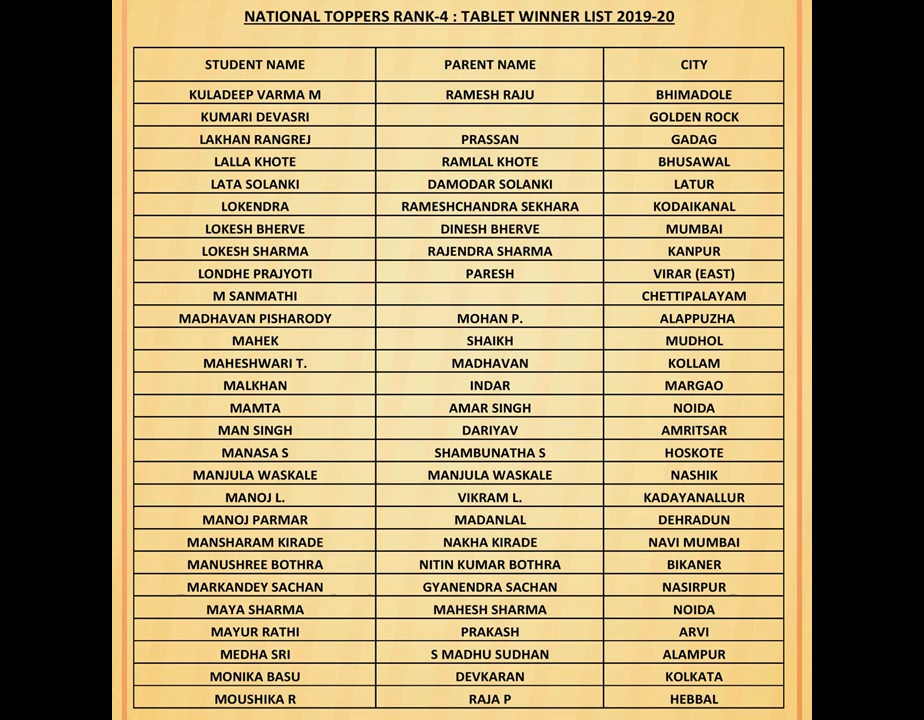 NATIONAL TOPPERS RANK-4 : TABLET WINNER LIST 2019-20
STUDENT NAME PARENT NAME CITY
KULADEEP VARMA M RAMESH RAJU BHIMADOLE
KUMARI DEVASRI GOLDEN ROCK
LAKHAN RANGREJ PRASSAN GADAG
LALLA KHOTE RAMLAL KHOTE BHUSAWAL
LATA SOLANKI DAMODAR SOLANKI LATUR
LOKENDRA RAMESHCHANDRA SEKHARA KODAIKANAL
LOKESH BHERVE DINESH BHERVE MUMBAI
LOKESH SHARMA RAJENDRA SHARMA KANPUR
LONDHE PRAJYOTI PARESH VIRAR (EAST)
M SANMATHI CHETTIPALAYAM
MADHAVAN PISHARODY MOHAN P. ALAPPUZHA
MAHEK SHAIKH MUDHOL
MAHESHWARI T. MADHAVAN KOLLAM
MALKHAN INDAR MARGAO
MAMTA AMAR SINGH NOIDA
MAN SINGH DARIYAV AMRITSAR
MANASA S SHAMBUNATHA S HOSKOTE
MANJULA WASKALE MANJULA WASKALE NASHIK
MANOJ L. VIKRAM L. KADAYANALLUR
MANOJ PARMAR MADANLAL DEHRADUN
MANSHARAM KIRADE NAKHA KIRADE NAVI MUMBAI
MANUSHREE BOTHRA NITIN KUMAR BOTHRA BIKANER
MARKANDEY SACHAN GYANENDRA SACHAN NASIRPUR
MAYA SHARMA MAHESH SHARMA NOIDA
MAYUR RATHI PRAKASH ARVI
MEDHA SRI S MADHU SUDHAN ALAMPUR
MONIKA BASU DEVKARAN KOLKATA
MOUSHIKA R RAJA P HEBBAL